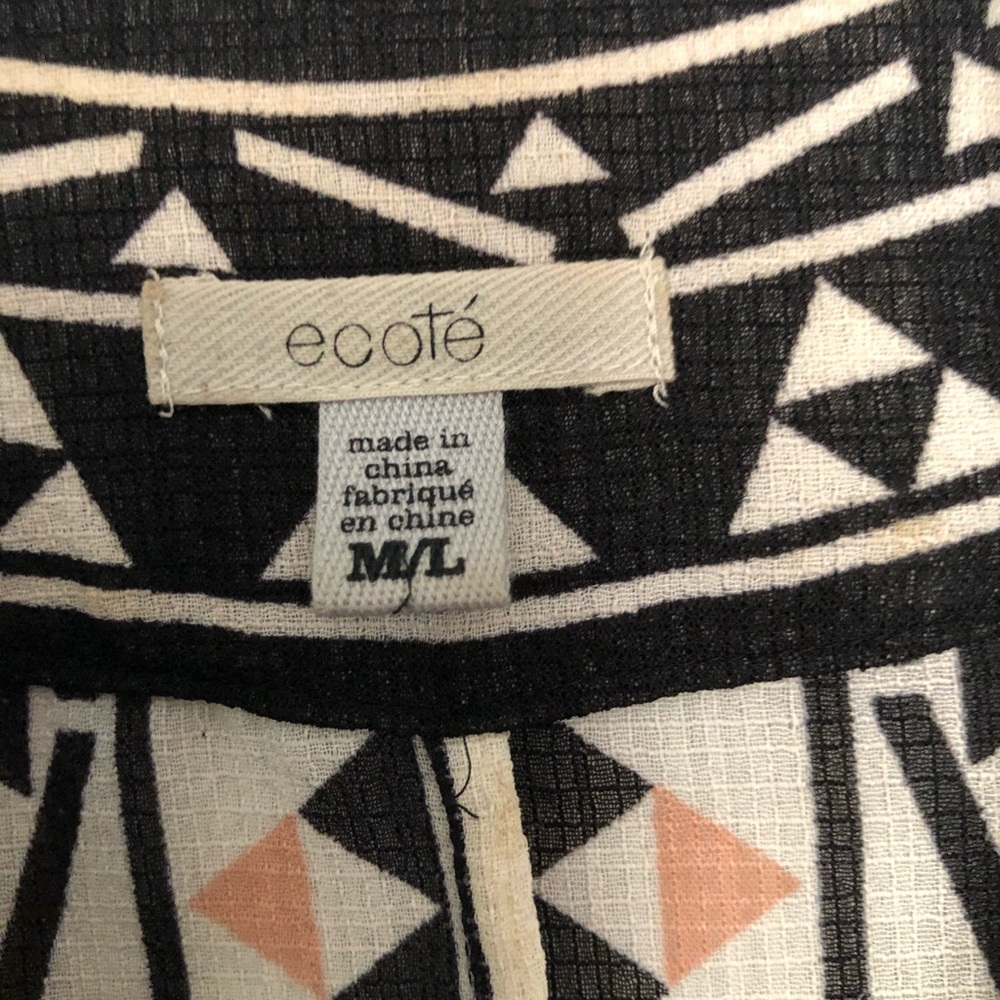 ecoté
made in
china
fabriqué
en chine
M/L